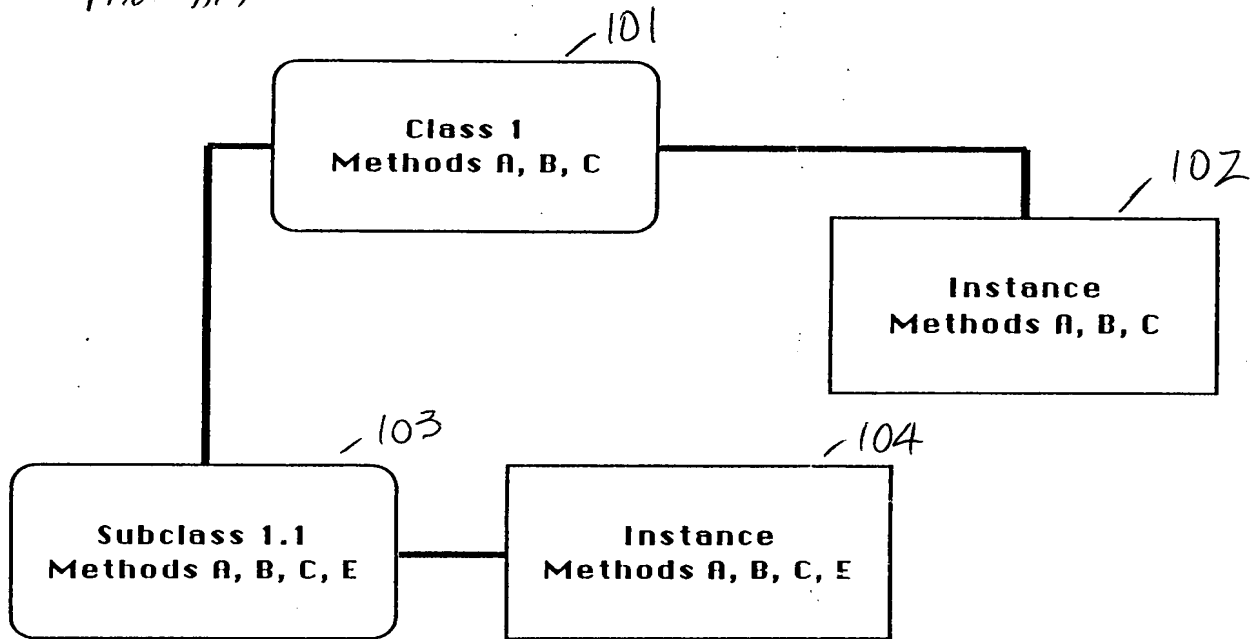 101
Class 1
Methods A, B, C
102
Instance
Methods A, B, C
103
Subclass 1.1
Methods A, B, C, E
104
Instance
Methods A, B, C, E